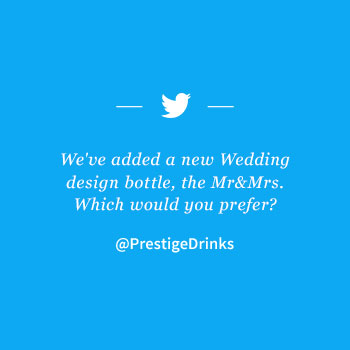 We've added a new Wedding
design bottle, the Mr&Mrs.
Which would you prefer?
@PrestigeDrinks